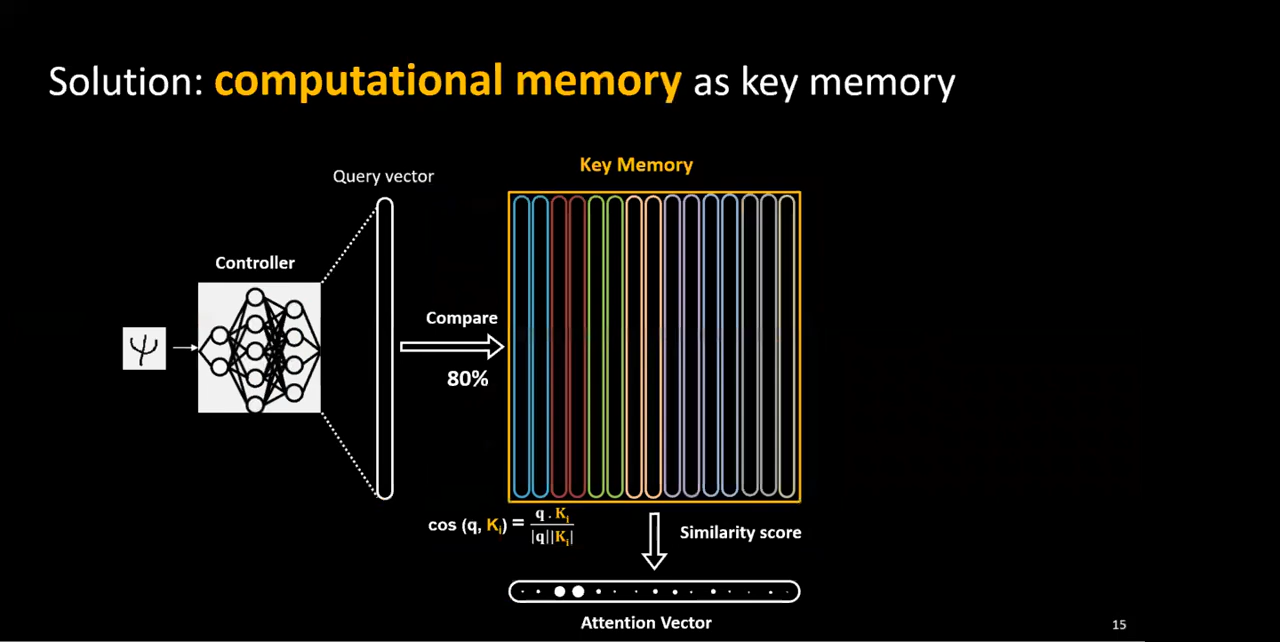 Solution: computational memory as key memory
Key Memory
Query vector
Controller
Compare
80%
ψ
cos (q, Kᵢ) = q . Kᵢ / |q||Kᵢ|
Similarity score
Attention Vector
15